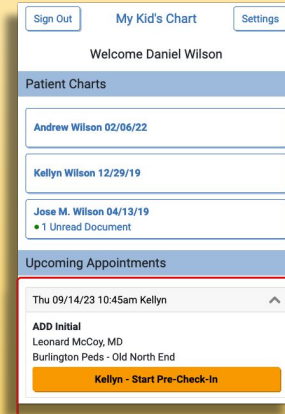 Sign Out
My Kid's Chart
Settings
Welcome Daniel Wilson
Patient Charts
Andrew Wilson 02/06/22
Kellyn Wilson 12/29/19
Jose M. Wilson 04/13/19
• 1 Unread Document
Upcoming Appointments
Thu 09/14/23 10:45am Kellyn
ADD Initial
Leonard McCoy, MD
Burlington Peds - Old North End
Kellyn - Start Pre-Check-In